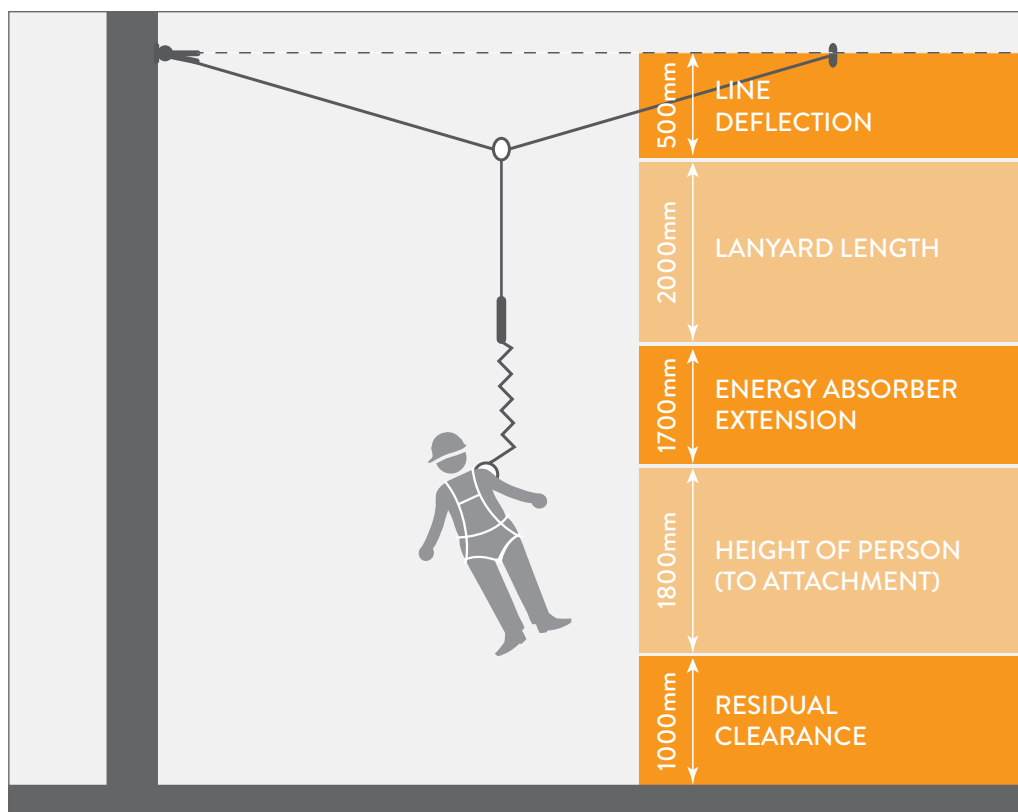 500mm
LINE
DEFLECTION
2000mm
LANYARD LENGTH
1700mm
ENERGY ABSORBER
EXTENSION
1800mm
HEIGHT OF PERSON
(TO ATTACHMENT)
1000mm
RESIDUAL
CLEARANCE